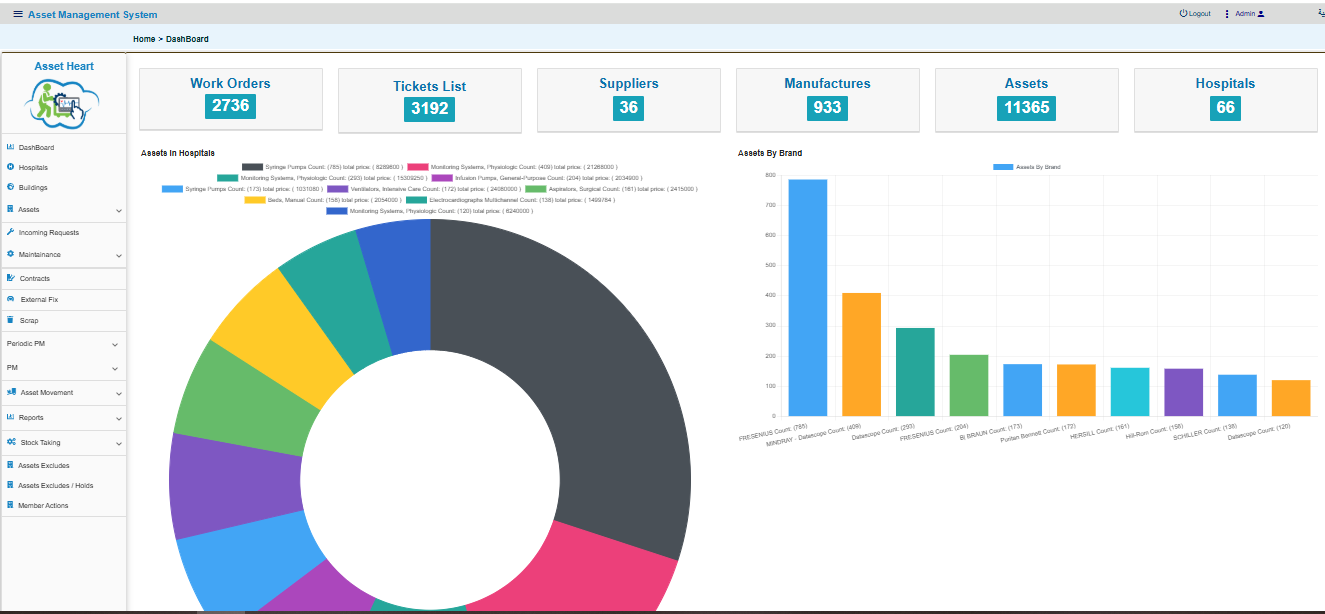 Asset Management System
Logout
Admin
Home > DashBoard
Asset Heart
DashBoard
Hospitals
Buildings
Assets
Incoming Requests
Maintainance
Contracts
External Fix
Scrap
Periodic PM
PM
Asset Movement
Reports
Stock Taking
Assets Excludes
Assets Excludes / Holds
Member Actions
Work Orders
2736
Tickets List
3192
Suppliers
36
Manufactures
933
Assets
11365
Hospitals
66
Assets In Hospitals
Syringe Pumps Count: (785) total price: ( 8289800 )
Monitoring Systems, Physiologic Count: (409) total price: ( 21268000 )
Monitoring Systems, Physiologic Count: (293) total price: ( 15309250 )
Infusion Pumps, General-Purpose Count: (204) total price: ( 2034900 )
Syringe Pumps Count: (173) total price: ( 1031080 )
Ventilators, Intensive Care Count: (172) total price: ( 24080000 )
Aspirators, Surgical Count: (161) total price: ( 2415000 )
Beds, Manual Count: (158) total price: ( 2054000 )
Electrocardiographs Multichannel Count: (138) total price: ( 1499784 )
Monitoring Systems, Physiologic Count: (120) total price: ( 6240000 )
Assets By Brand
Assets By Brand
800
700
600
500
400
300
200
100
0
FRESENIUS Count: (785)
MINDRAY - Datascope Count: (409)
Datascope Count: (293)
FRESENIUS Count: (204)
B\ BRAUN Count: (173)
Puritan Bennett Count: (172)
HERSILL Count: (161)
Hill-Rom Count: (158)
SCHILLER Count: (138)
Datascope Count: (120)